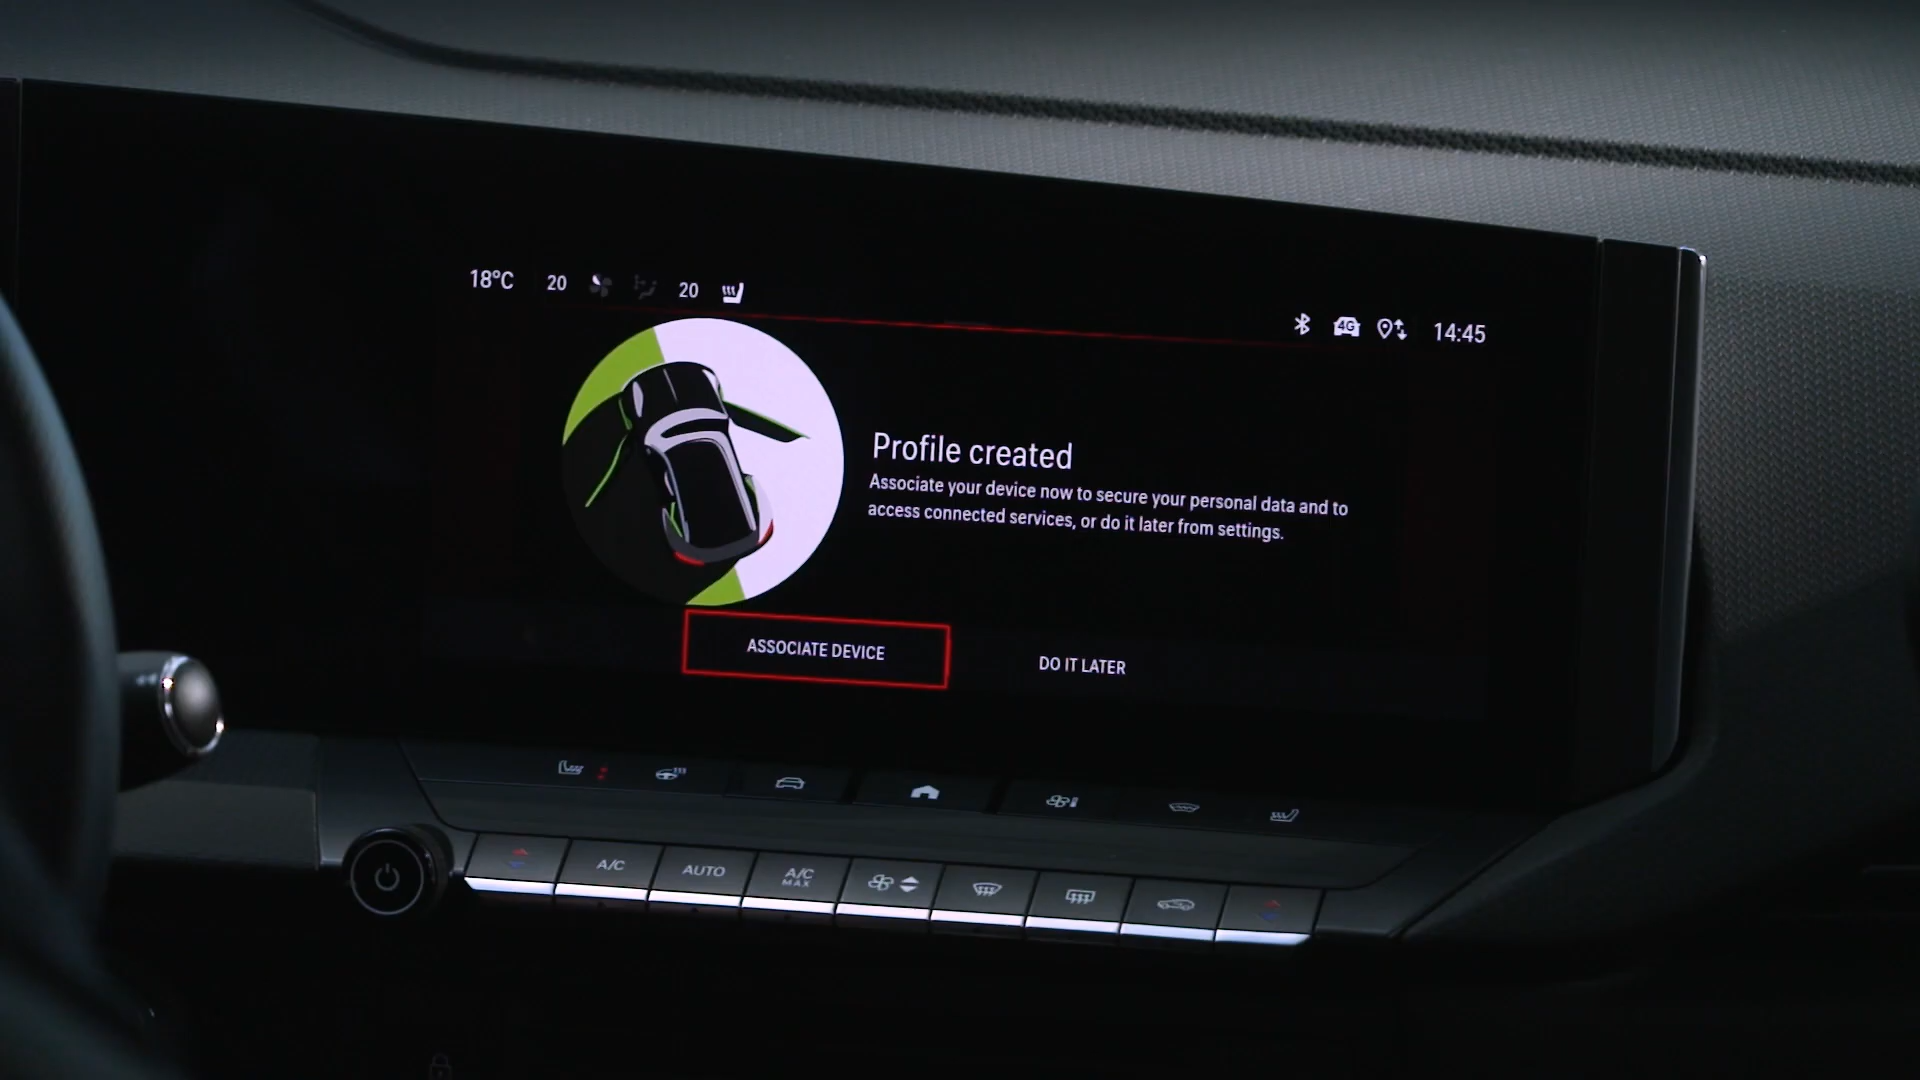 18°C 20 20
4G 14:45
Profile created
Associate your device now to secure your personal data and to
access connected services, or do it later from settings.
ASSOCIATE DEVICE DO IT LATER
A/C AUTO A/C
MAX